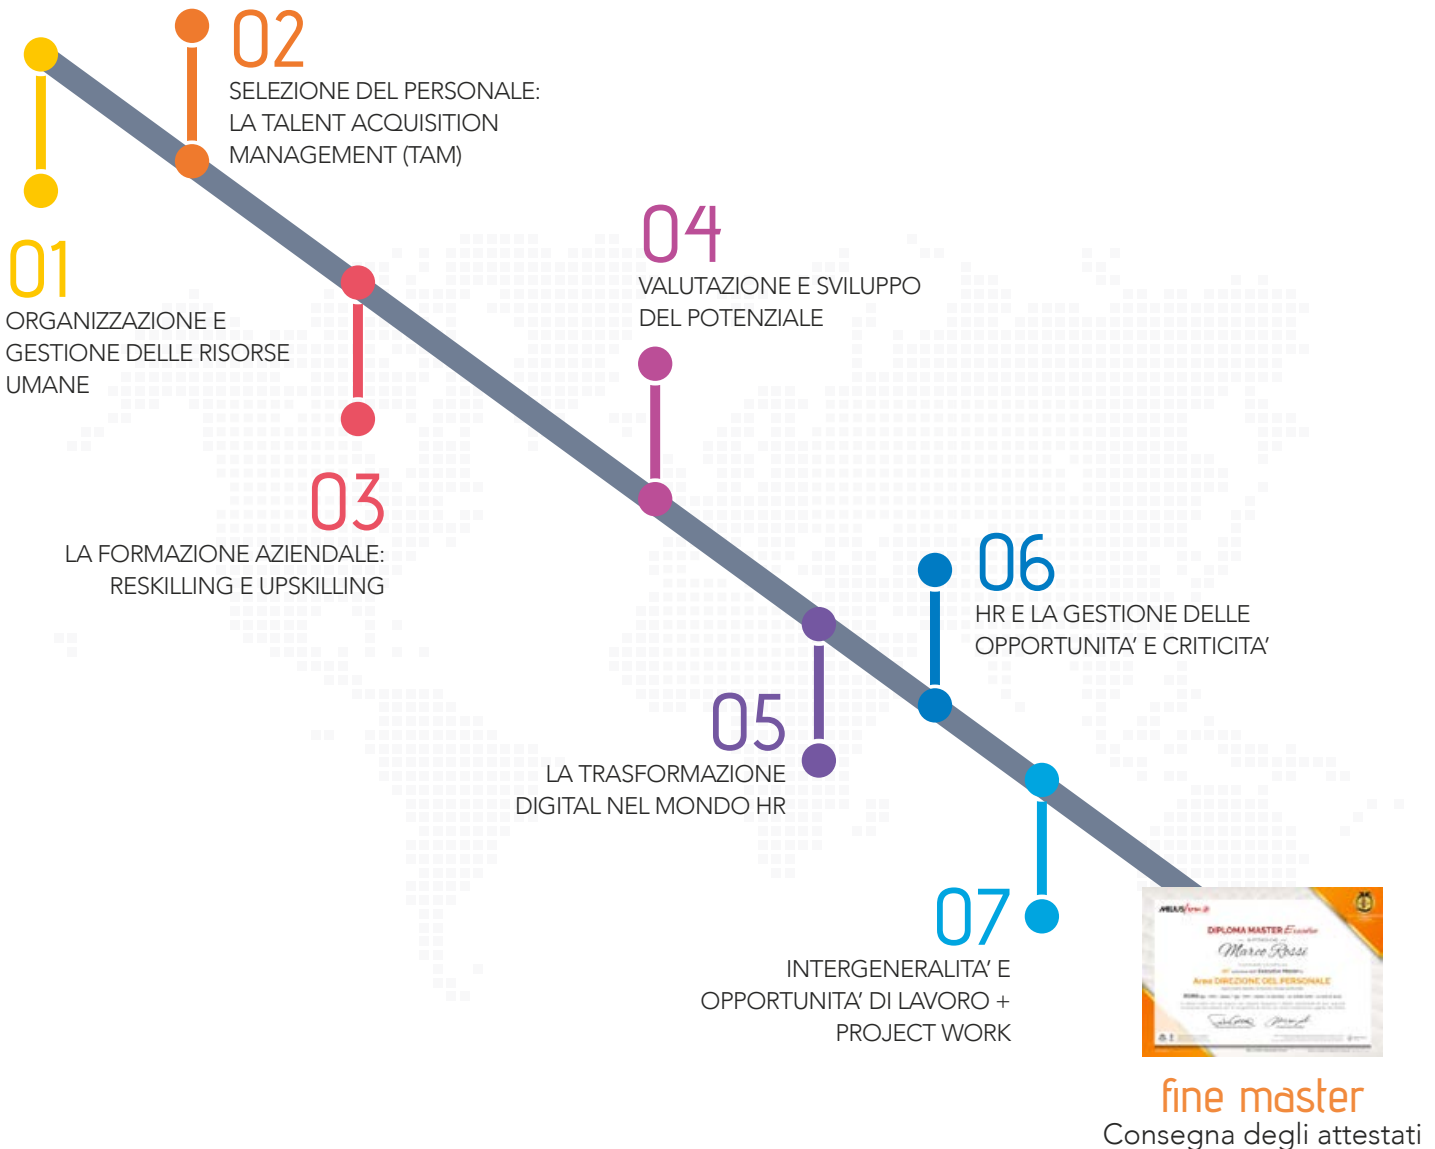 01
ORGANIZZAZIONE E
GESTIONE DELLE RISORSE
UMANE
02
SELEZIONE DEL PERSONALE:
LA TALENT ACQUISITION
MANAGEMENT (TAM)
03
LA FORMAZIONE AZIENDALE:
RESKILLING E UPSKILLING
04
VALUTAZIONE E SVILUPPO
DEL POTENZIALE
05
LA TRASFORMAZIONE
DIGITAL NEL MONDO HR
06
HR E LA GESTIONE DELLE
OPPORTUNITA’ E CRITICITA’
07
INTERGENERALITA’ E
OPPORTUNITA’ DI LAVORO +
PROJECT WORK
MELIUSform
DIPLOMA MASTER Executive
Marco Rossi
Area DIREZIONE DEL PERSONALE
fine master
Consegna degli attestati